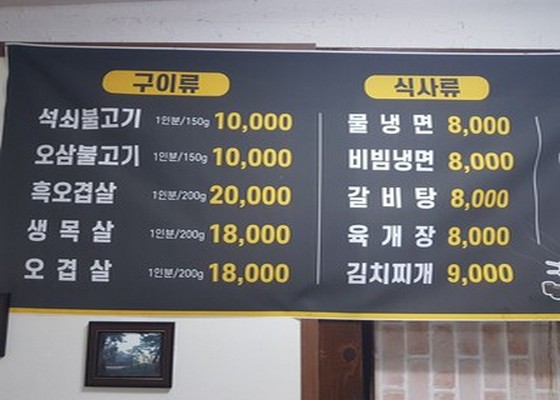 구이류
석쇠불고기 1인분/150g 10,000
오삼불고기 1인분/150g 10,000
흑오겹살 1인분/200g 20,000
생목살 1인분/200g 18,000
오겹살 1인분/200g 18,000
식사류
물냉면 8,000
비빔냉면 8,000
갈비탕 8,000
육개장 8,000
김치찌개 9,000